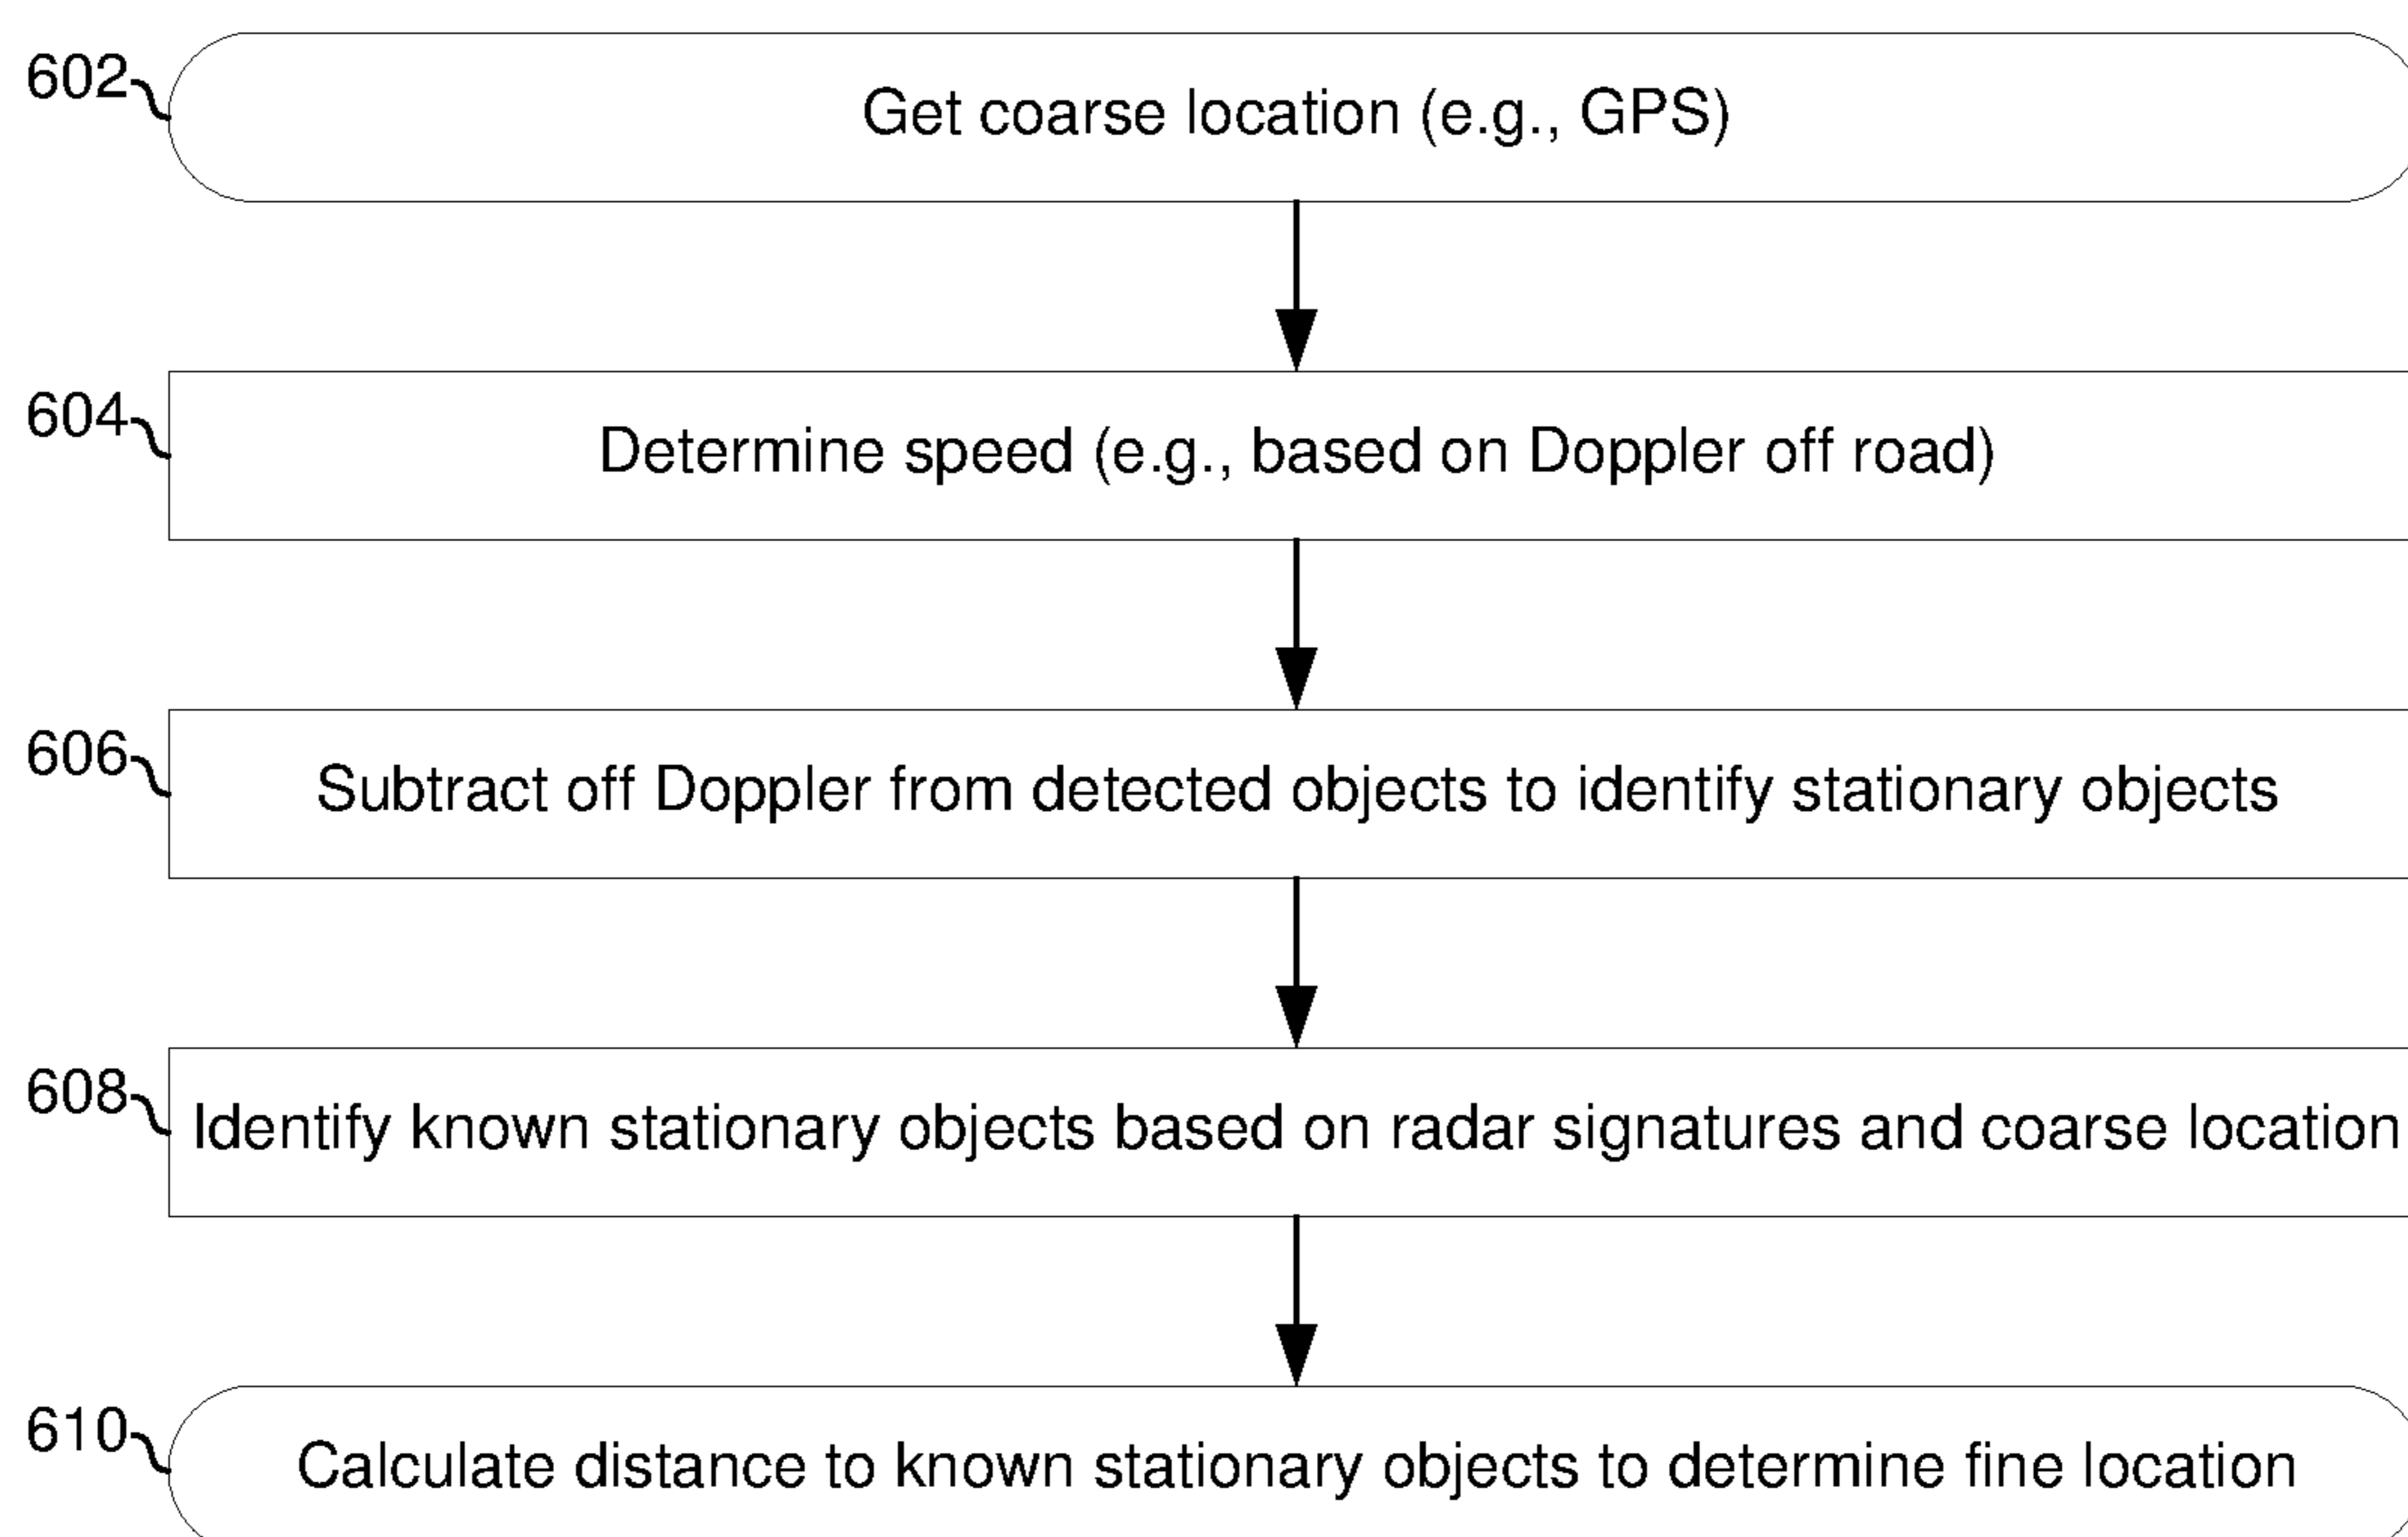 602
Get coarse location (e.g., GPS)
604
Determine speed (e.g., based on Doppler off road)
606
Subtract off Doppler from detected objects to identify stationary objects
608
Identify known stationary objects based on radar signatures and coarse location
610
Calculate distance to known stationary objects to determine fine location